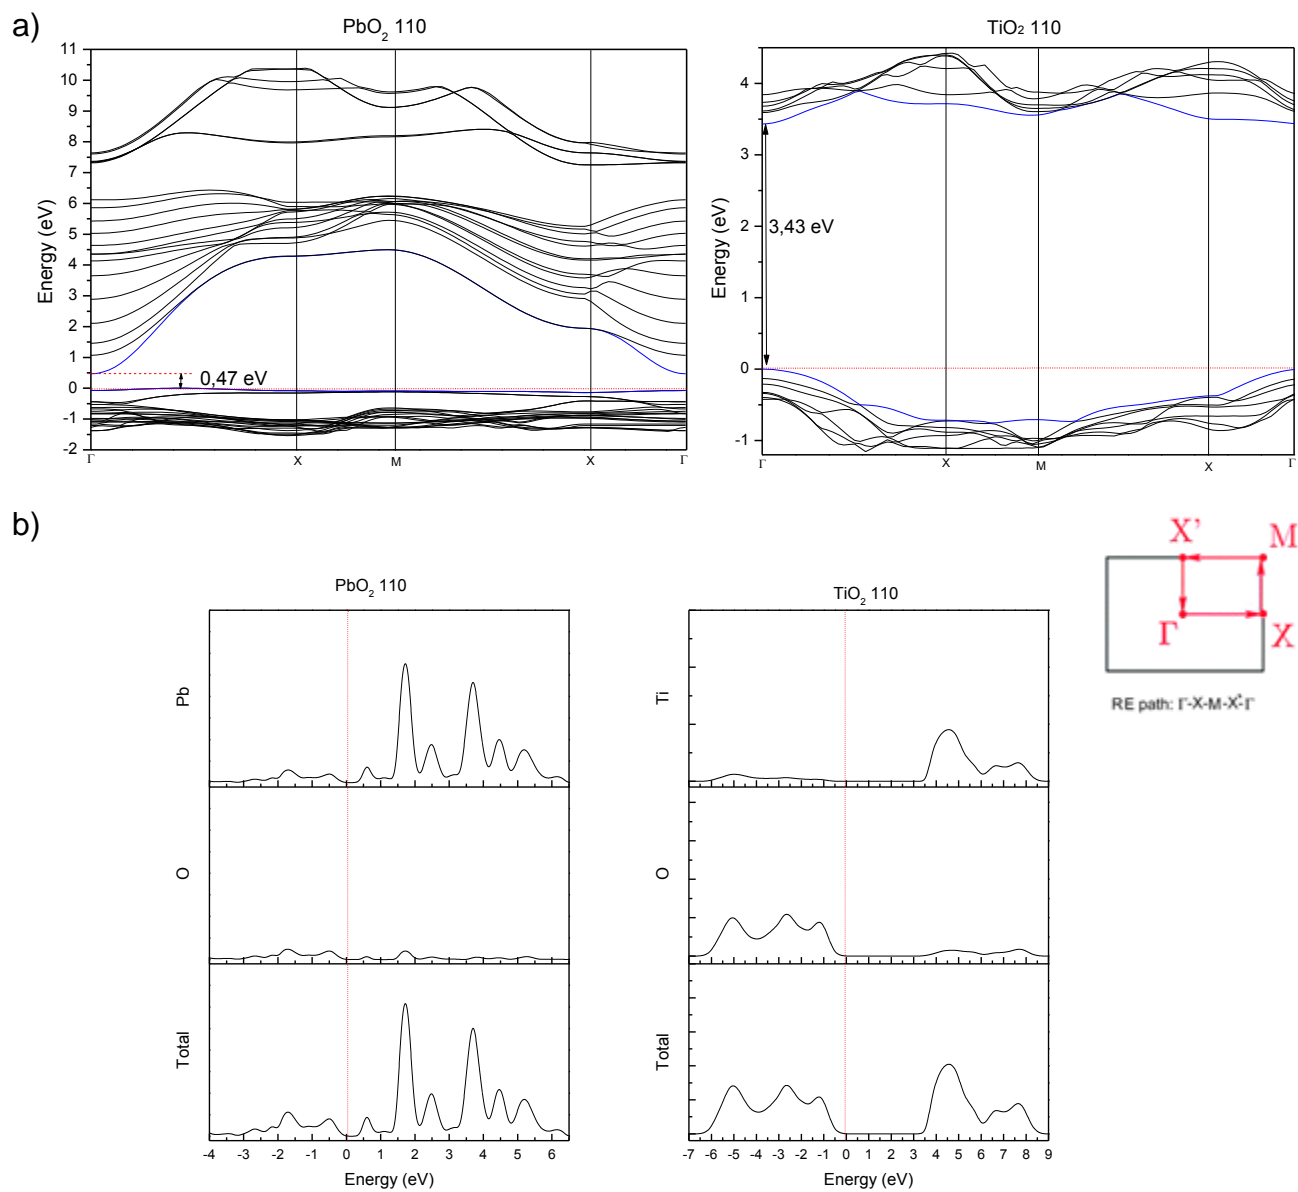 a)
PbO2 110
TiO2 110
Energy (eV)
11
10
9
8
7
6
5
4
3
2
1
0
-1
-2
0,47 eV
Γ X M X Γ
Energy (eV)
4
3
2
1
0
-1
3,43 eV
Γ X M X Γ
b)
PbO2 110
TiO2 110
Pb
O
Total
-4 -3 -2 -1 0 1 2 3 4 5 6
Energy (eV)
Ti
O
Total
-7 -6 -5 -4 -3 -2 -1 0 1 2 3 4 5 6 7 8 9
Energy (eV)
X' M
Γ X
RE path: Γ-X-M-X'-Γ